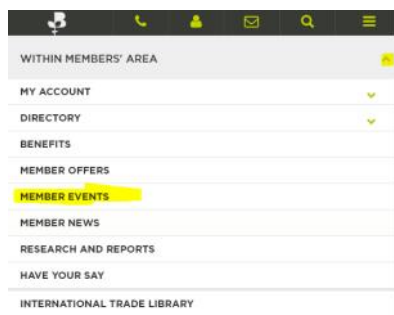 WITHIN MEMBERS' AREA
MY ACCOUNT
DIRECTORY
BENEFITS
MEMBER OFFERS
MEMBER EVENTS
MEMBER NEWS
RESEARCH AND REPORTS
HAVE YOUR SAY
INTERNATIONAL TRADE LIBRARY